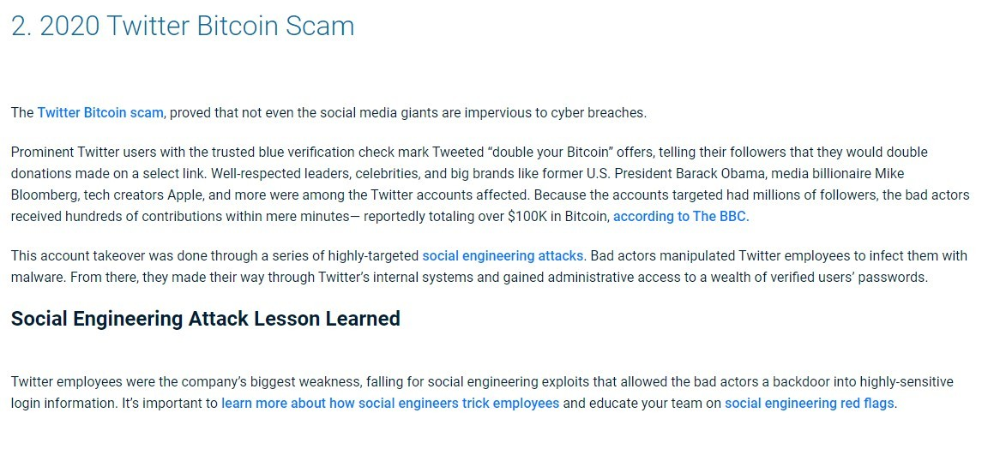 2. 2020 Twitter Bitcoin Scam
The Twitter Bitcoin scam, proved that not even the social media giants are impervious to cyber breaches.
Prominent Twitter users with the trusted blue verification check mark Tweeted “double your Bitcoin” offers, telling their followers that they would double
donations made on a select link. Well-respected leaders, celebrities, and big brands like former U.S. President Barack Obama, media billionaire Mike
Bloomberg, tech creators Apple, and more were among the Twitter accounts affected. Because the accounts targeted had millions of followers, the bad actors
received hundreds of contributions within mere minutes— reportedly totaling over $100K in Bitcoin, according to The BBC.
This account takeover was done through a series of highly-targeted social engineering attacks. Bad actors manipulated Twitter employees to infect them with
malware. From there, they made their way through Twitter’s internal systems and gained administrative access to a wealth of verified users’ passwords.
Social Engineering Attack Lesson Learned
Twitter employees were the company’s biggest weakness, falling for social engineering exploits that allowed the bad actors a backdoor into highly-sensitive
login information. It’s important to learn more about how social engineers trick employees and educate your team on social engineering red flags.